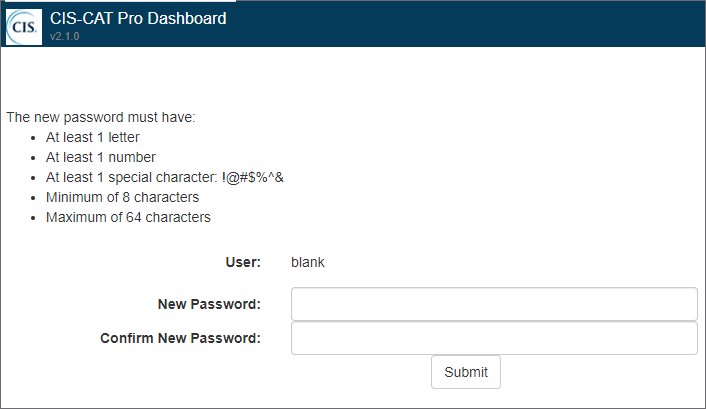 CIS.
CIS-CAT Pro Dashboard
v2.1.0
The new password must have:
• At least 1 letter
• At least 1 number
• At least 1 special character: !@#$%^&
• Minimum of 8 characters
• Maximum of 64 characters
User: blank
New Password:
Confirm New Password:
Submit